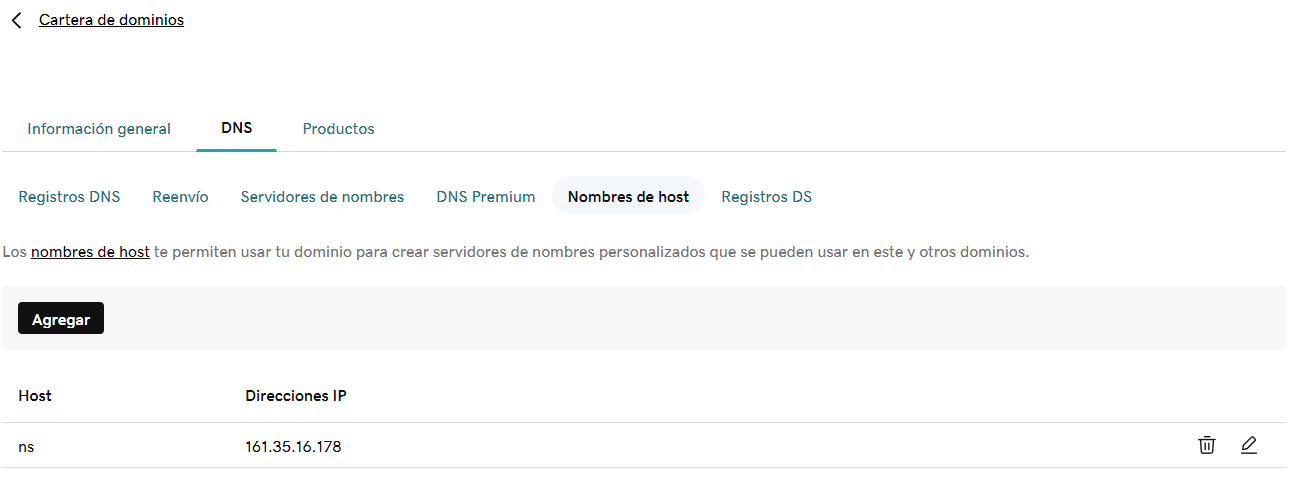 Cartera de dominios
Información general DNS Productos
Registros DNS Reenvío Servidores de nombres DNS Premium Nombres de host Registros DS
Los nombres de host te permiten usar tu dominio para crear servidores de nombres personalizados que se pueden usar en este y otros dominios.
Agregar
Host Direcciones IP
ns 161.35.16.178